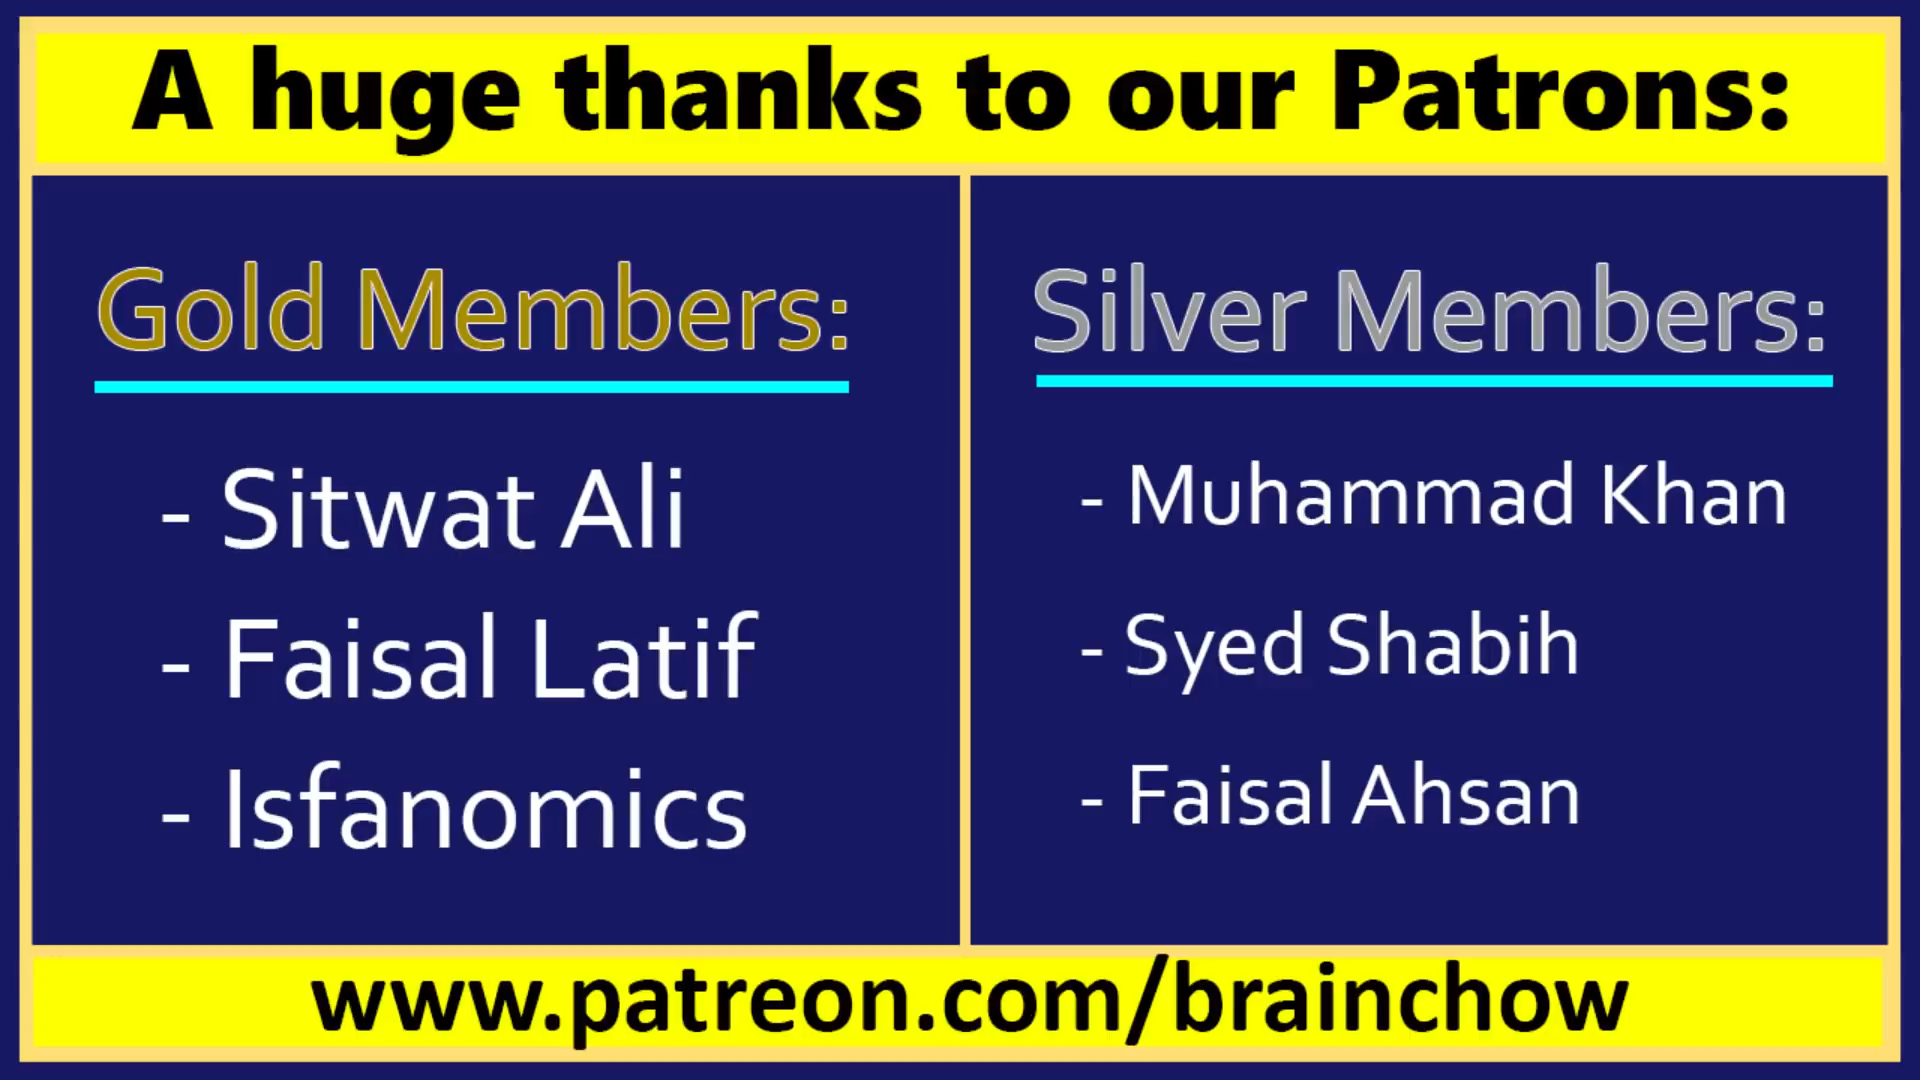 A huge thanks to our Patrons:
Gold Members:
- Sitwat Ali
- Faisal Latif
- Isfanomics
Silver Members:
- Muhammad Khan
- Syed Shabih
- Faisal Ahsan
www.patreon.com/brainchow